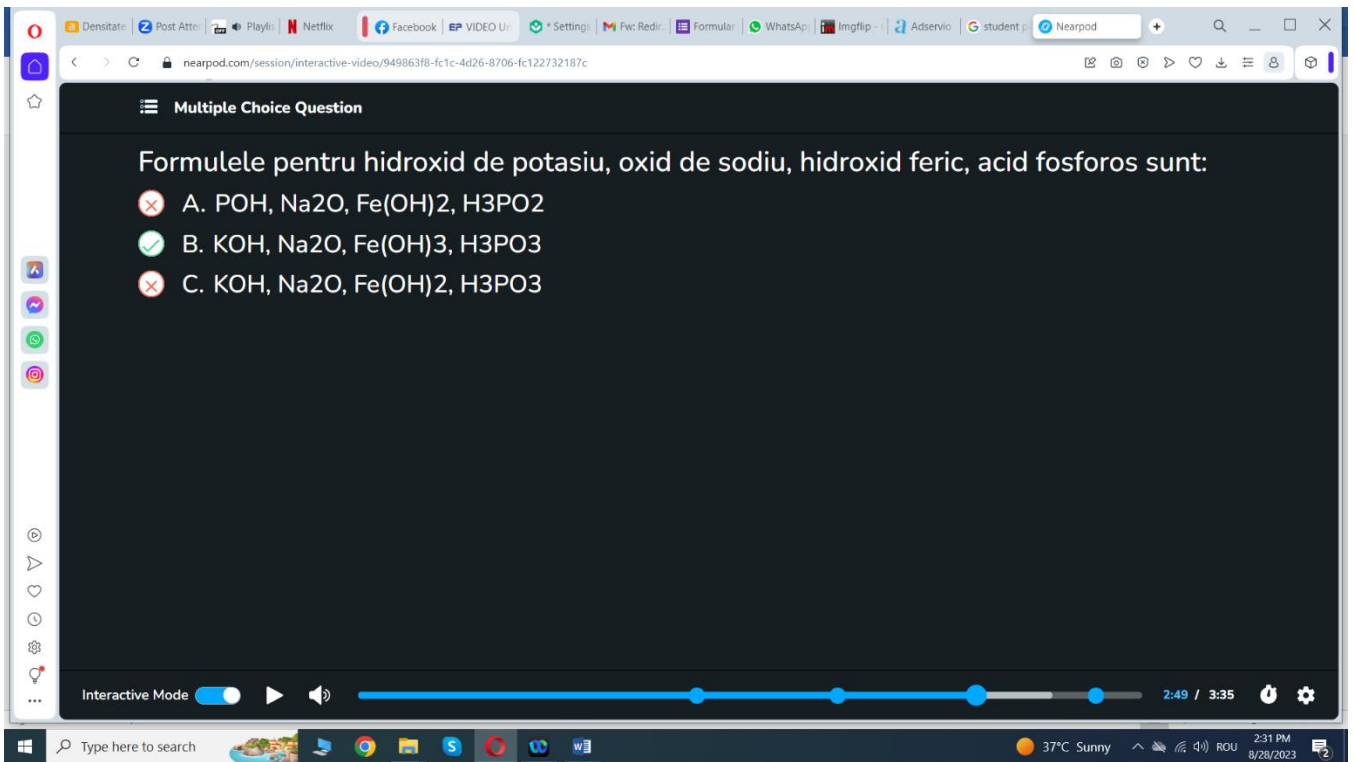 Densitate
Post Atte
Playlis
Netflix
Facebook
EP VIDEO Un
* Settings
Fw: Redir.
Formular
WhatsAp
Imgflip -
Adservio
G student p
Nearpod
nearpod.com/session/interactive-video/949863f8-fc1c-4d26-8706-fc122732187c
Multiple Choice Question
Formulele pentru hidroxid de potasiu, oxid de sodiu, hidroxid feric, acid fosforos sunt:
A. POH, Na2O, Fe(OH)2, H3PO2
B. KOH, Na2O, Fe(OH)3, H3PO3
C. KOH, Na2O, Fe(OH)2, H3PO3
Interactive Mode
2:49 / 3:35
Type here to search
37°C Sunny
ROU
2:31 PM
8/28/2023
2